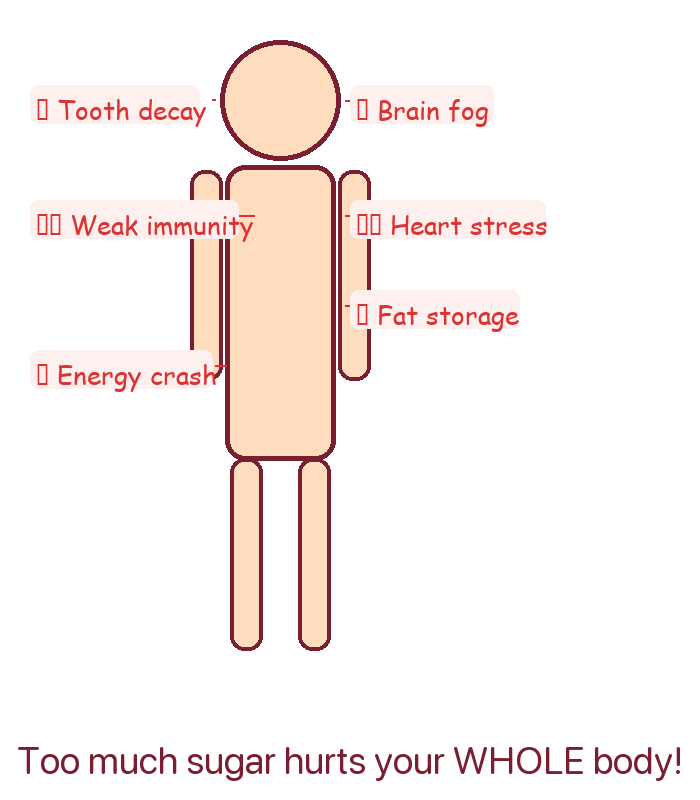 Tooth decay
Brain fog
Weak immunity
Heart stress
Fat storage
Energy crash
Too much sugar hurts your WHOLE body!